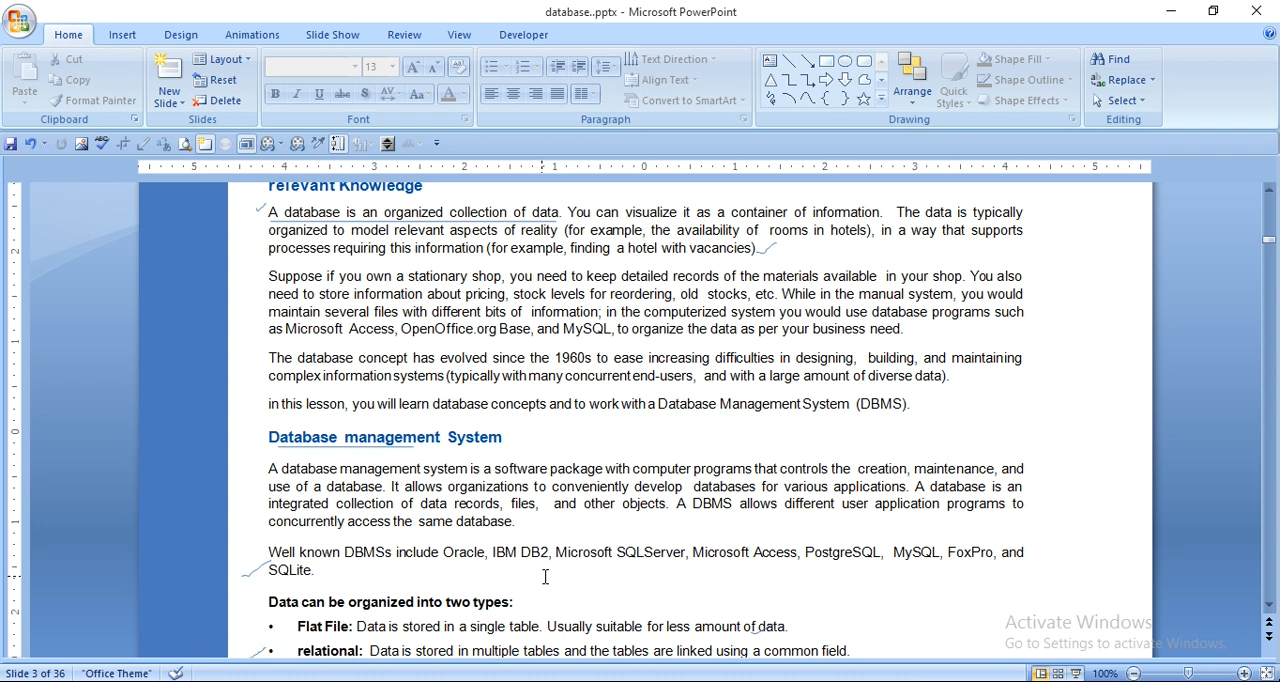 database..pptx - Microsoft PowerPoint
Home Insert Design Animations Slide Show Review View Developer
Paste Cut Copy Format Painter Clipboard
New Slide Layout Reset Delete Slides
13 B I U abc S AV Aa A Font
Text Direction Align Text Convert to SmartArt Paragraph
Arrange Quick Styles Shape Fill Shape Outline Shape Effects Drawing
Find Replace Select Editing
5 4 3 2 1 0 1 2 3 4 5
relevant Knowledge
A database is an organized collection of data. You can visualize it as a container of information. The data is typically
organized to model relevant aspects of reality (for example, the availability of rooms in hotels), in a way that supports
processes requiring this information (for example, finding a hotel with vacancies).
Suppose if you own a stationary shop, you need to keep detailed records of the materials available in your shop. You also
need to store information about pricing, stock levels for reordering, old stocks, etc. While in the manual system, you would
maintain several files with different bits of information; in the computerized system you would use database programs such
as Microsoft Access, OpenOffice.org Base, and MySQL, to organize the data as per your business need.
The database concept has evolved since the 1960s to ease increasing difficulties in designing, building, and maintaining
complex information systems (typically with many concurrent end-users, and with a large amount of diverse data).
in this lesson, you will learn database concepts and to work with a Database Management System (DBMS).
Database management System
A database management system is a software package with computer programs that controls the creation, maintenance, and
use of a database. It allows organizations to conveniently develop databases for various applications. A database is an
integrated collection of data records, files, and other objects. A DBMS allows different user application programs to
concurrently access the same database.
Well known DBMSs include Oracle, IBM DB2, Microsoft SQLServer, Microsoft Access, PostgreSQL, MySQL, FoxPro, and
SQLite.
Data can be organized into two types:
• Flat File: Data is stored in a single table. Usually suitable for less amount of data.
• relational: Data is stored in multiple tables and the tables are linked using a common field.
Activate Windows
Go to Settings to activate Windows.
Slide 3 of 36 "Office Theme" 100%